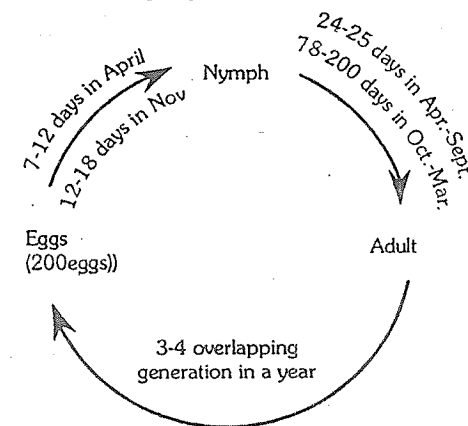 7-12 days in April
12-18 days in Nov
Nymph
24-25 days in Apr.-Sept.
78-200 days in Oct.-Mar.
Eggs
(200eggs))
Adult
3-4 overlapping
generation in a year